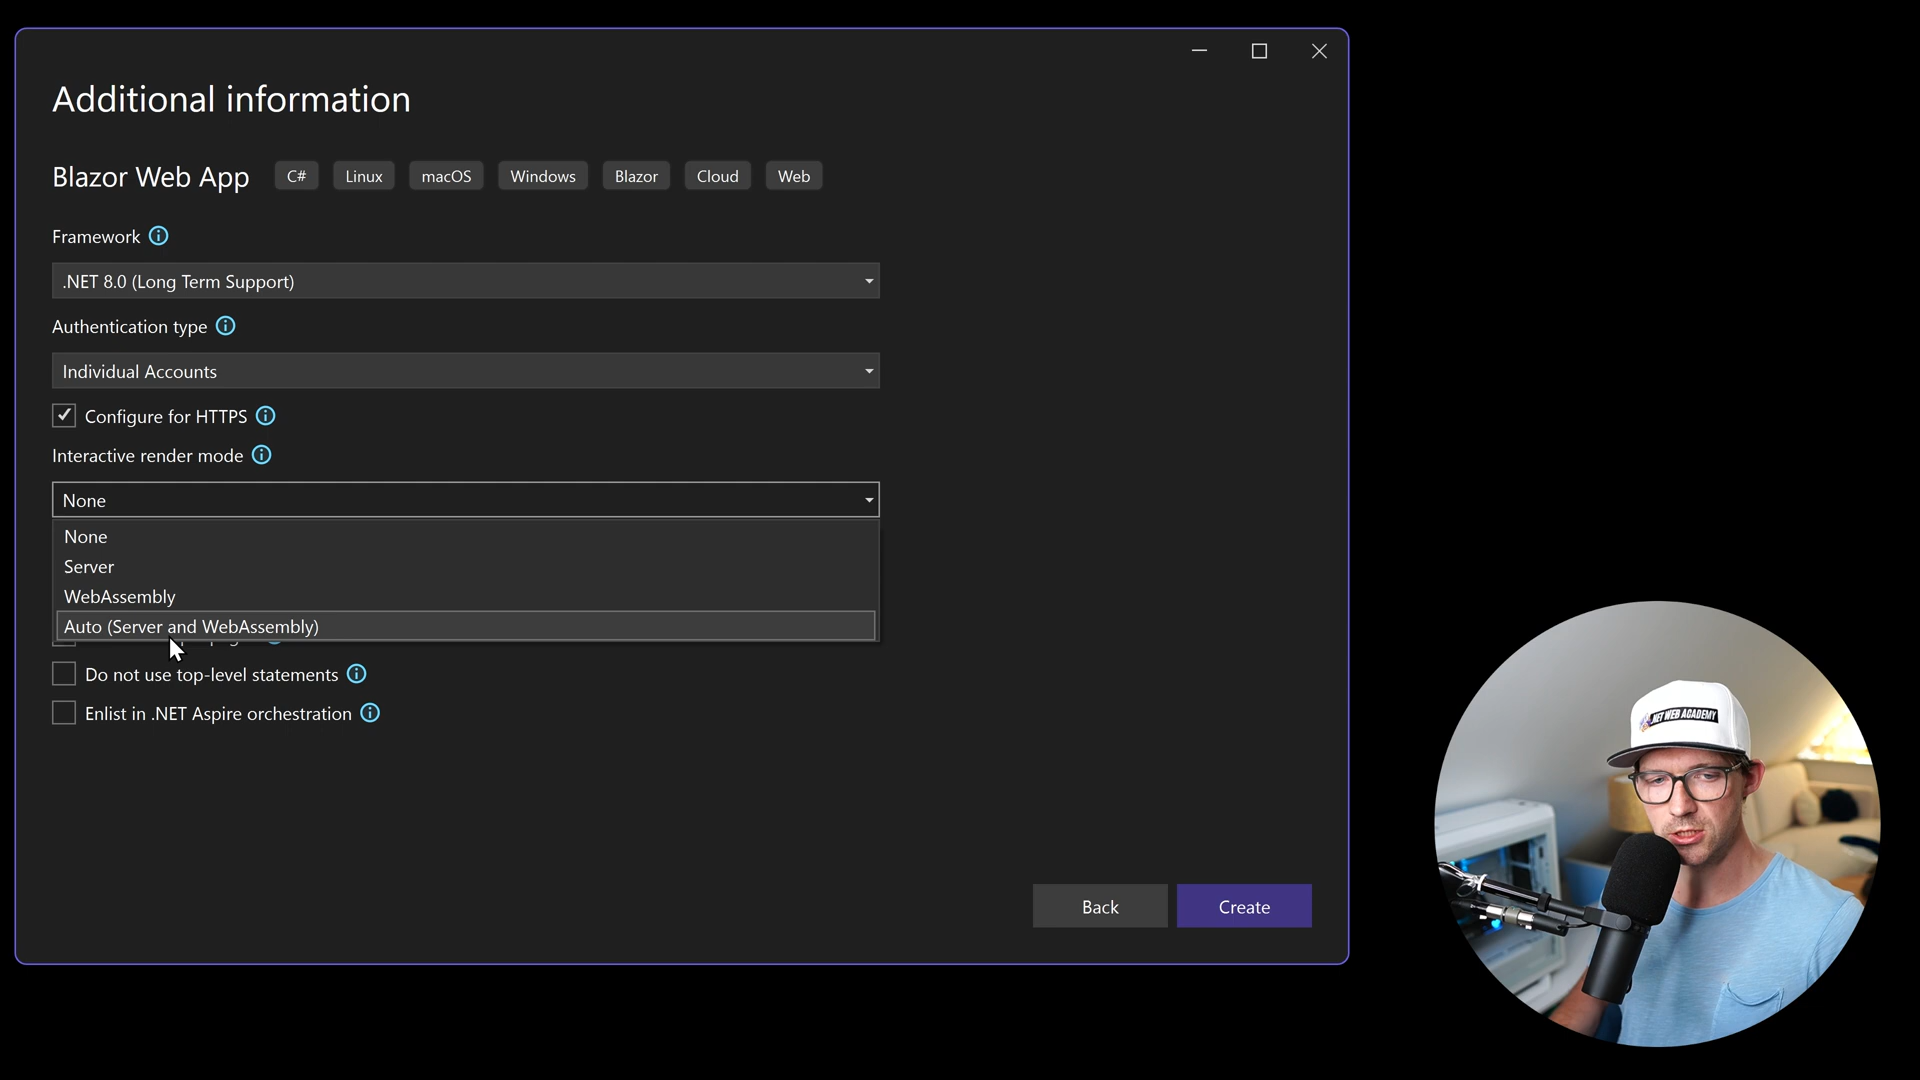 Additional information
Blazor Web App C# Linux macOS Windows Blazor Cloud Web
Framework
.NET 8.0 (Long Term Support)
Authentication type
Individual Accounts
Configure for HTTPS
Interactive render mode
None
None
Server
WebAssembly
Auto (Server and WebAssembly)
Do not use top-level statements
Enlist in .NET Aspire orchestration
Back Create
.NET WEB ACADEMY